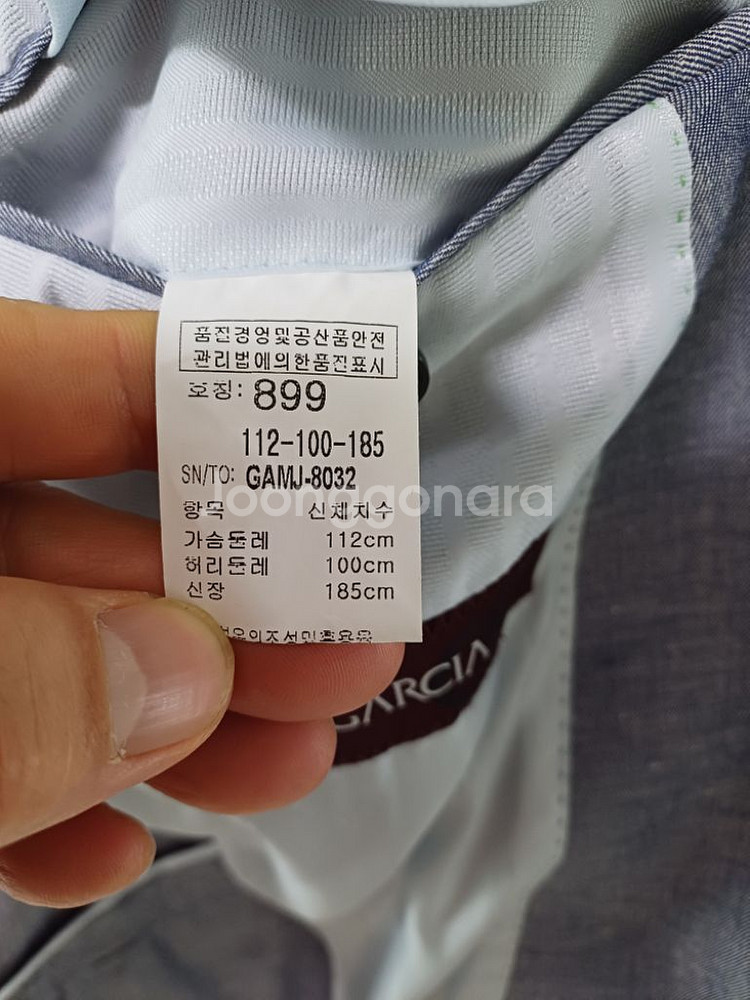 품질경영및공산품안전
관리법에의한품질표시
호칭: 899
112-100-185
SN/TO: GAMJ-8032
joonggonara
항목 신체치수
가슴둘레 112cm
허리둘레 100cm
신장 185cm
GARCIA